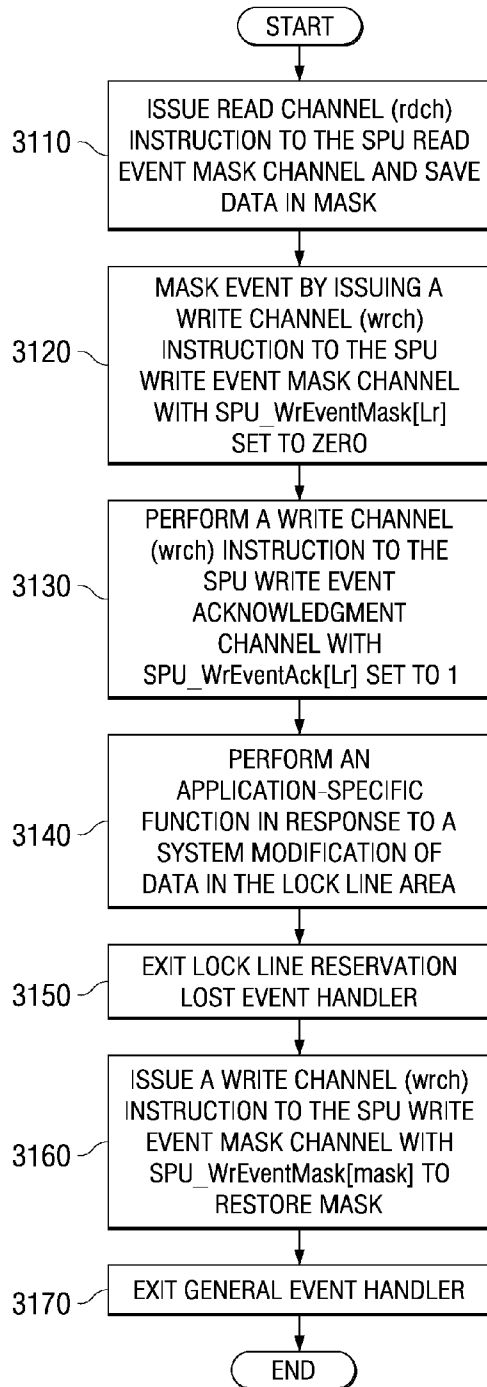 START
3110
ISSUE READ CHANNEL (rdch)
INSTRUCTION TO THE SPU READ
EVENT MASK CHANNEL AND SAVE
DATA IN MASK
3120
MASK EVENT BY ISSUING A
WRITE CHANNEL (wrch)
INSTRUCTION TO THE SPU
WRITE EVENT MASK CHANNEL
WITH SPU_WrEventMask[Lr]
SET TO ZERO
3130
PERFORM A WRITE CHANNEL
(wrch) INSTRUCTION TO THE
SPU WRITE EVENT
ACKNOWLEDGMENT
CHANNEL WITH
SPU_WrEventAck[Lr] SET TO 1
3140
PERFORM AN
APPLICATION-SPECIFIC
FUNCTION IN RESPONSE TO A
SYSTEM MODIFICATION OF
DATA IN THE LOCK LINE AREA
3150
EXIT LOCK LINE RESERVATION
LOST EVENT HANDLER
3160
ISSUE A WRITE CHANNEL (wrch)
INSTRUCTION TO THE SPU WRITE
EVENT MASK CHANNEL WITH
SPU_WrEventMask[mask] TO
RESTORE MASK
3170
EXIT GENERAL EVENT HANDLER
END